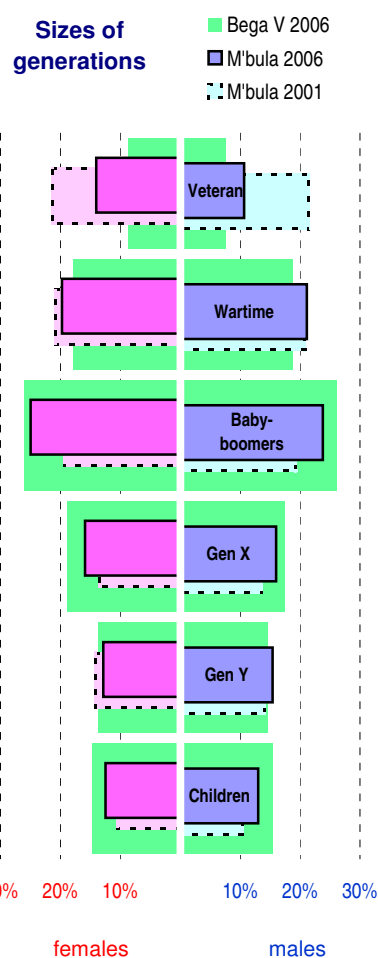 Sizes of
generations
Bega V 2006
M'bula 2006
M'bula 2001
Veteran
Wartime
Baby-
boomers
Gen X
Gen Y
Children
0% 20% 10% 10% 20% 30%
females males